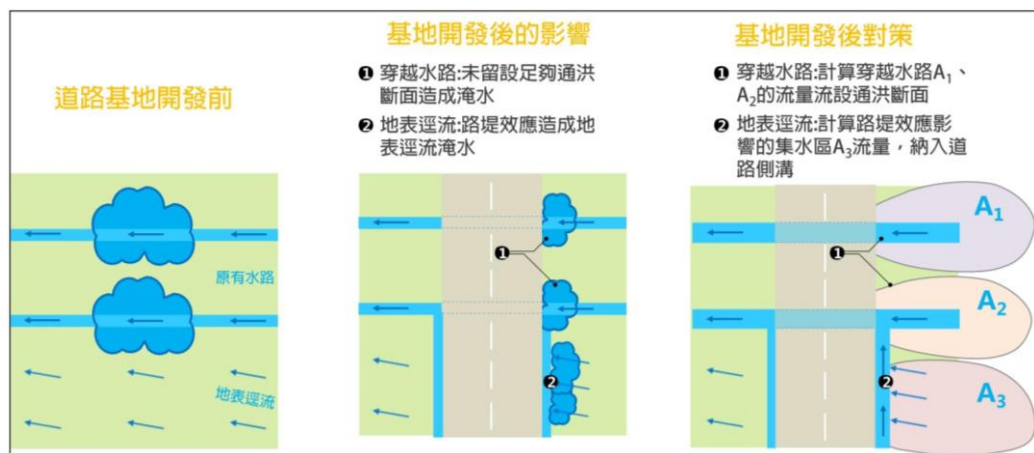 道路基地開發前
原有水路
地表逕流
基地開發後的影響
❶ 穿越水路:未留設足夠通洪
斷面造成淹水
❷ 地表逕流:路堤效應造成地
表逕流淹水
❶
❷
基地開發後對策
❶ 穿越水路:計算穿越水路A₁、
A₂的流量流設通洪斷面
❷ 地表逕流:計算路堤效應影
響的集水區A₃流量，納入道
路側溝
A₁
❶
A₂
❷
A₃